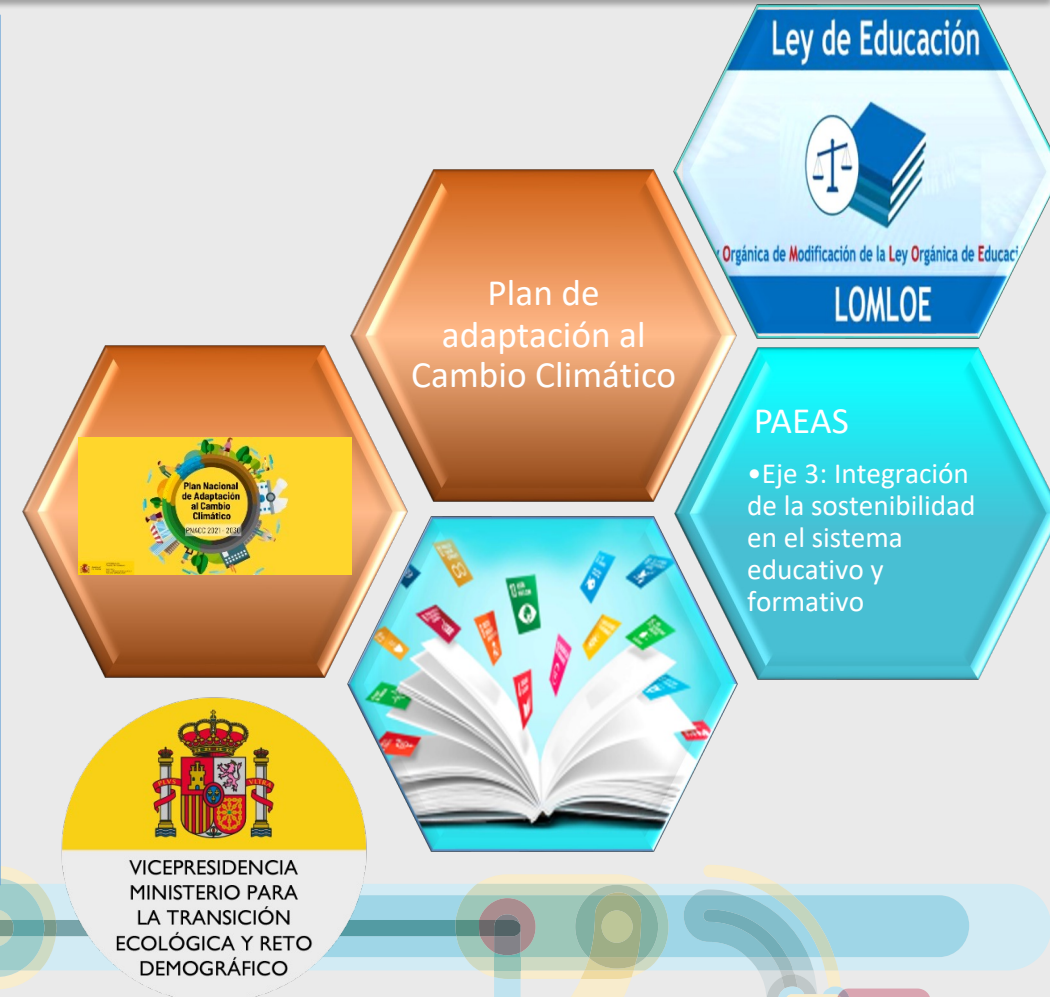 Ley de Educación
Orgánica de Modificación de la Ley Orgánica de
LOMLOE
Plan de
adaptación al
Cambio Climático
PAEAS
•Eje 3: Integración
de la sostenibilidad
en el sistema
educativo y
formativo
Plan Nacional
de Adaptación
al Cambio
Climático
PNACC 2021 - 2030
VICEPRESIDENCIA
MINISTERIO PARA
LA TRANSICIÓN
ECOLÓGICA Y RETO
DEMOGRÁFICO